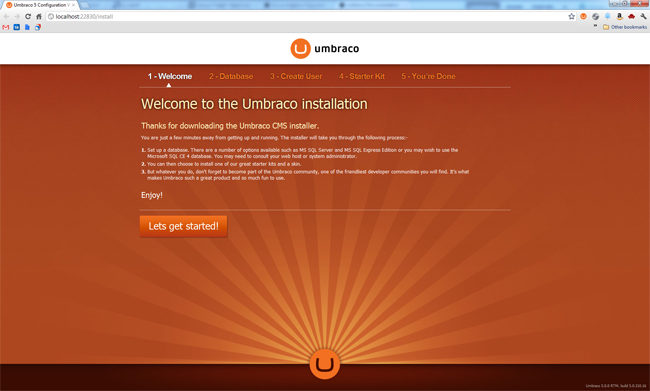 Umbraco 5 Configuration
localhost:22830/install
Other bookmarks
umbraco
1 - Welcome 2 - Database 3 - Create User 4 - Starter Kit 5 - You're Done
Welcome to the Umbraco installation
Thanks for downloading the Umbraco CMS installer.
You are just a few minutes away from getting up and running. The installer will take you through the following process:-
1. Set up a database. There are a number of options available such as MS SQL Server and MS SQL Express Edition or you may wish to use the
Microsoft SQL CE 4 database. You may need to consult your web host or system administrator.
2. You can then choose to install one of our great starter kits and a skin.
3. But whatever you do, don't forget to become part of the Umbraco community, one of the friendliest developer communities you will find. It's what
makes Umbraco such a great product and as much fun to use.
Enjoy!
Lets get started!
Umbraco 5.0.0 RTM, build